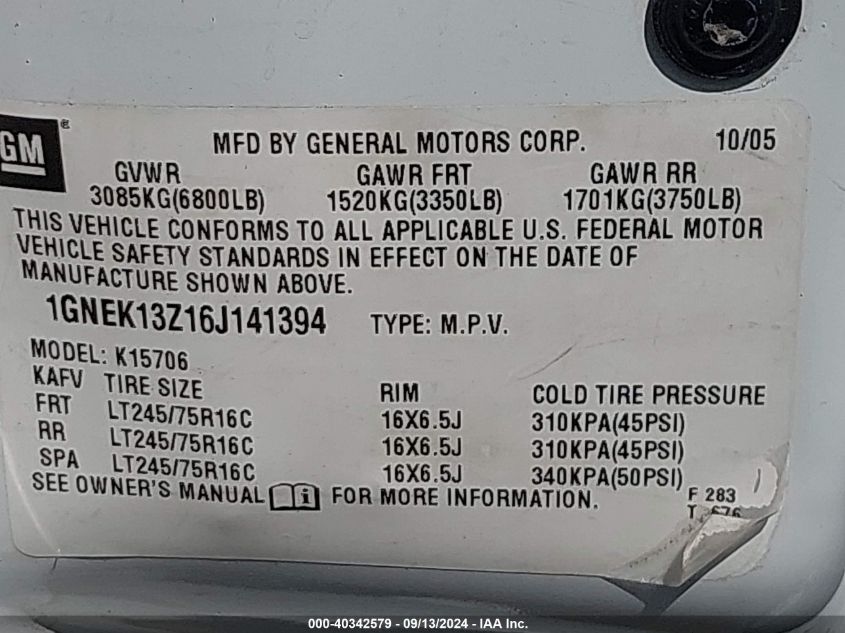 GM ®
MFD BY GENERAL MOTORS CORP. 10/05
GVWR GAWR FRT GAWR RR
3085KG(6800LB) 1520KG(3350LB) 1701KG(3750LB)
THIS VEHICLE CONFORMS TO ALL APPLICABLE U.S. FEDERAL MOTOR
VEHICLE SAFETY STANDARDS IN EFFECT ON THE DATE OF
MANUFACTURE SHOWN ABOVE.
1GNEK13Z16J141394 TYPE: M.P.V.
MODEL: K15706
KAFV TIRE SIZE RIM COLD TIRE PRESSURE
FRT LT245/75R16C 16X6.5J 310KPA(45PSI)
RR LT245/75R16C 16X6.5J 310KPA(45PSI)
SPA LT245/75R16C 16X6.5J 340KPA(50PSI)
SEE OWNER'S MANUAL i FOR MORE INFORMATION.
F 283
T 676
000-40342579 - 09/13/2024 - IAA Inc.